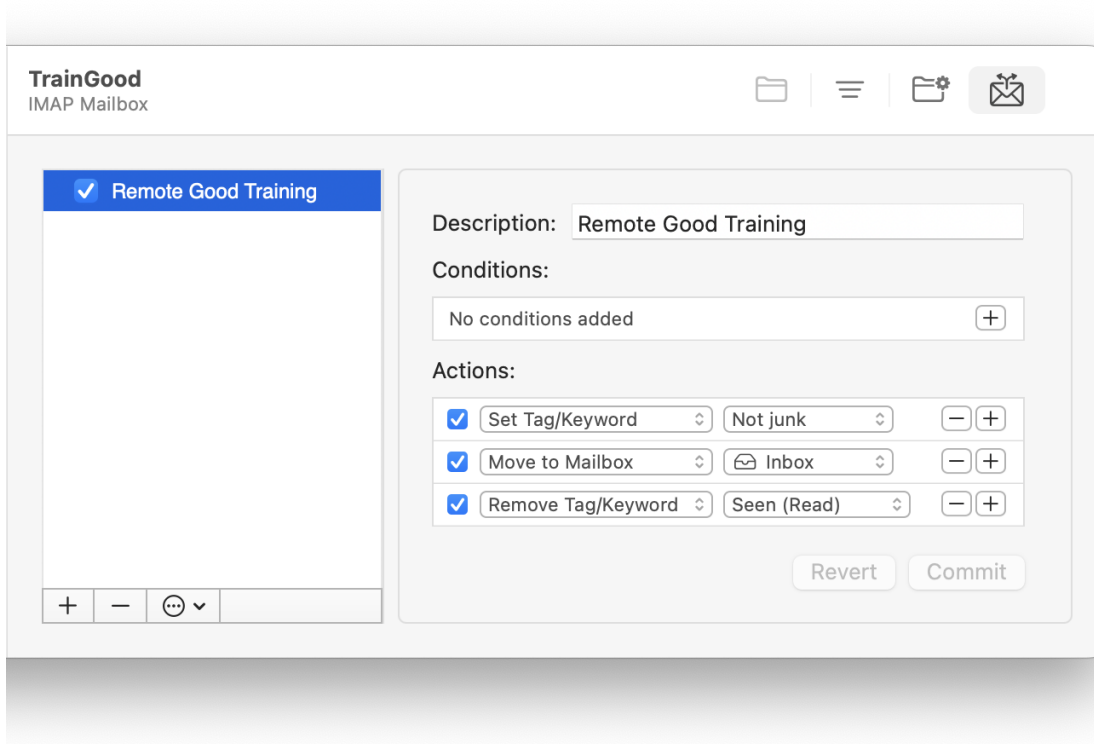 TrainGood
IMAP Mailbox
Remote Good Training
Description: Remote Good Training
Conditions:
No conditions added
Actions:
Set Tag/Keyword Not junk
Move to Mailbox Inbox
Remove Tag/Keyword Seen (Read)
Revert Commit